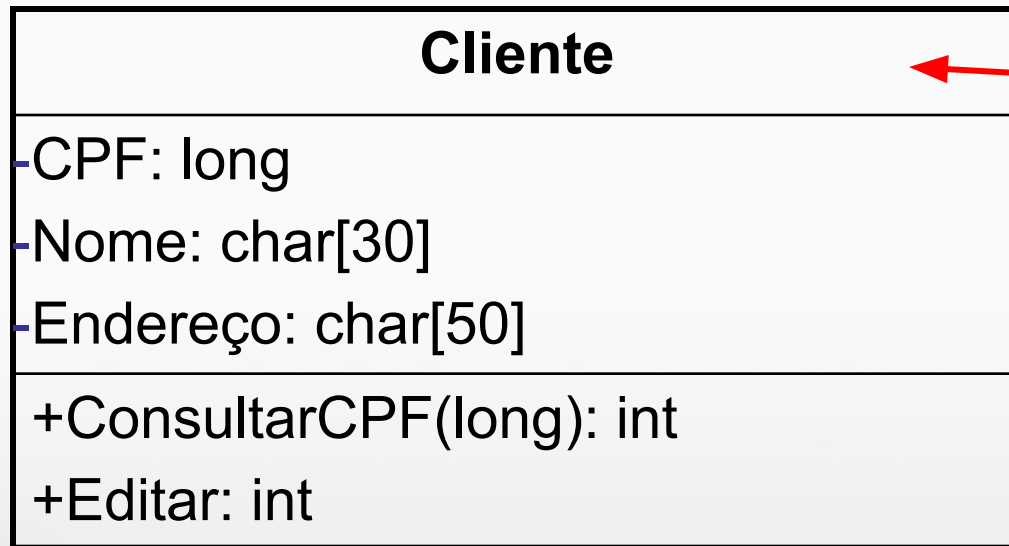 Cliente
-CPF: long
-Nome: char[30]
-Endereço: char[50]
+ConsultarCPF(long): int
+Editar: int